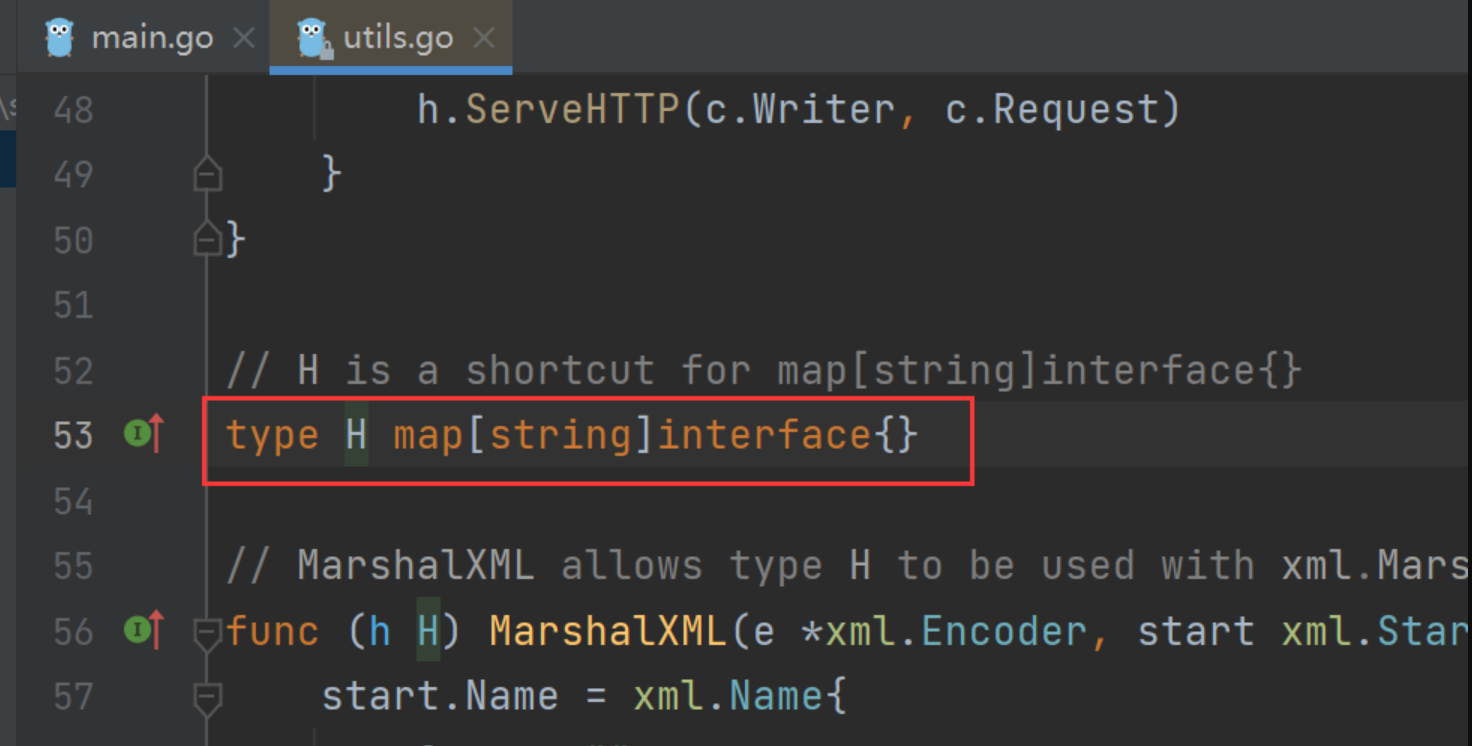 main.go
utils.go
48 h.ServeHTTP(c.Writer, c.Request)
49 }
50 }
51
52 // H is a shortcut for map[string]interface{}
53 type H map[string]interface{}
54
55 // MarshalXML allows type H to be used with xml.Mars
56 func (h H) MarshalXML(e *xml.Encoder, start xml.Star
57 start.Name = xml.Name{